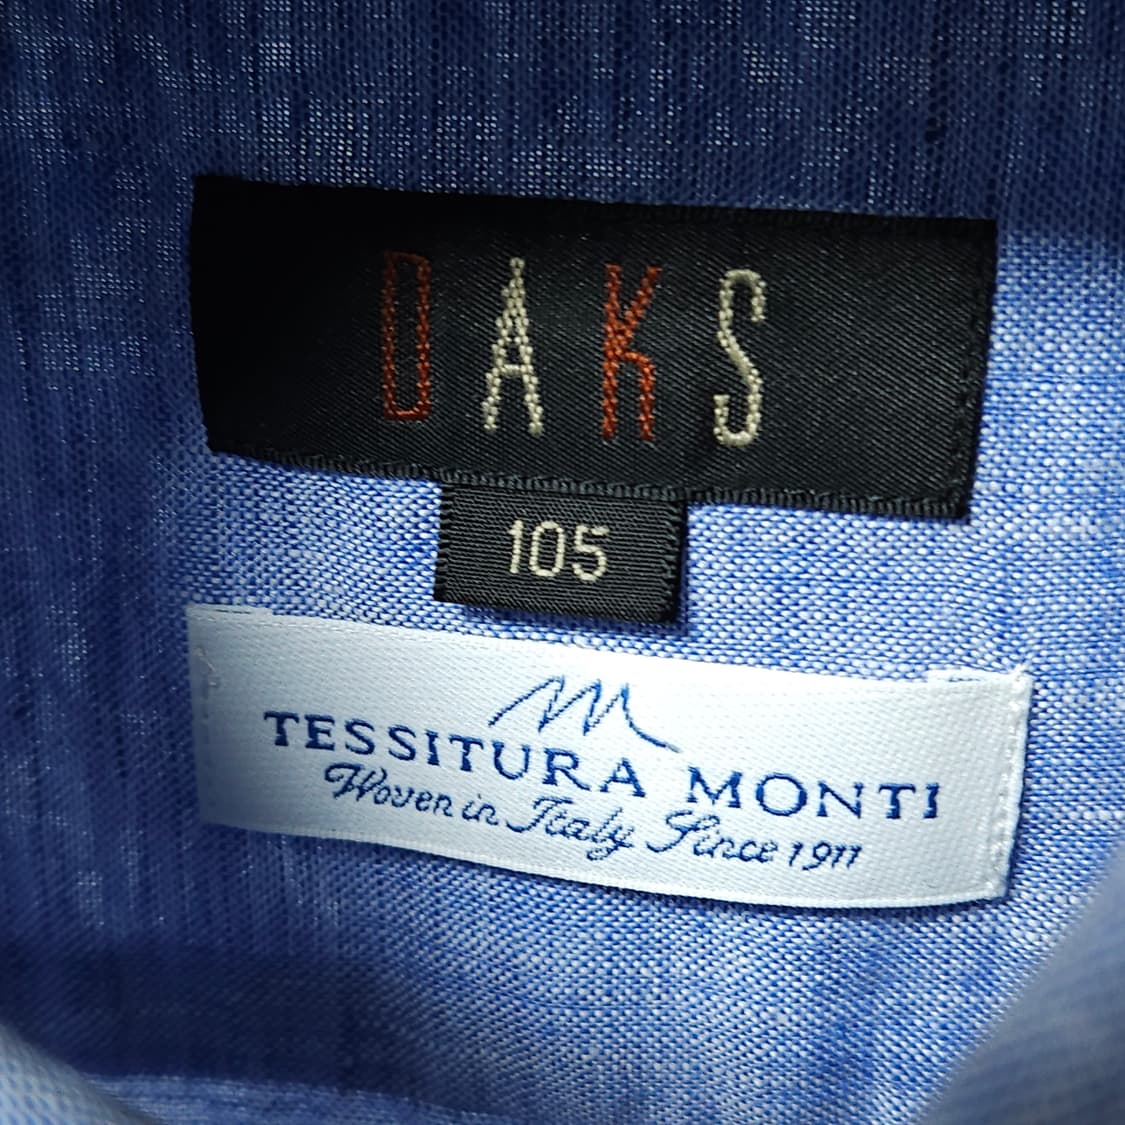 DAKS
105
TESSITURA MONTI
Woven in Italy Since 1911